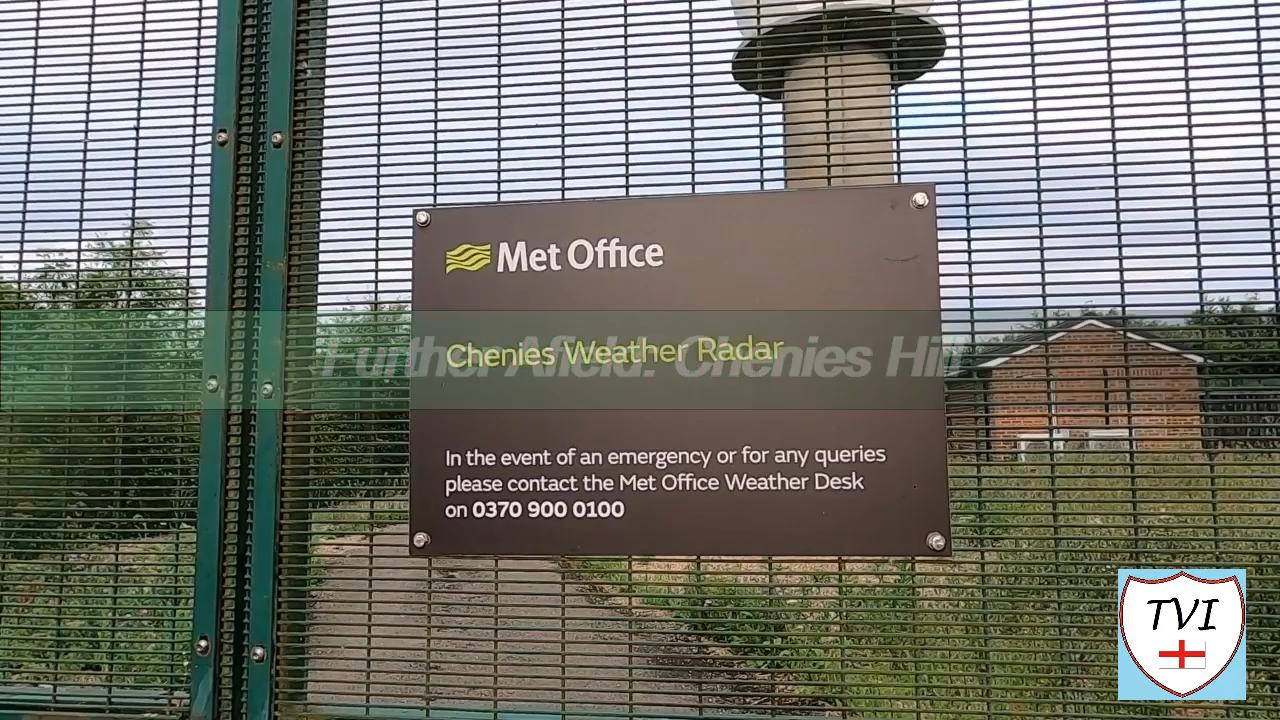 Met Office
Chenies Weather Radar
Further Afield: Chenies Hill
In the event of an emergency or for any queries
please contact the Met Office Weather Desk
on 0370 900 0100
TVI